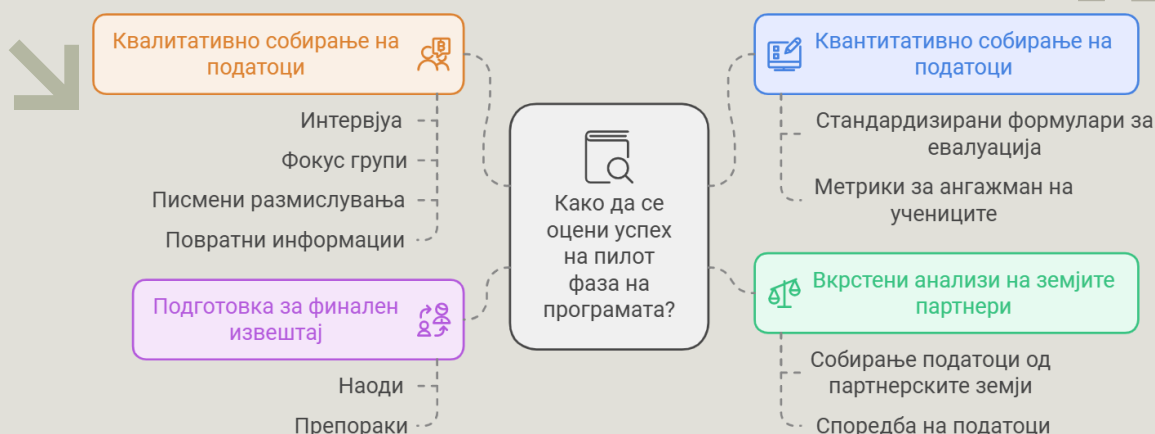 Квалитативно собирање на
податоци
Интервјуа
Фокус групи
Писмени размислувања
Повратни информации
Подготовка за финален
извештај
Наоди
Препораки
Како да се
оцени успех
на пилот
фаза на
програмата?
Квантитативно собирање на
податоци
Стандардизирани формулари за
евалуација
Метрики за ангажман на
учениците
Вкрстени анализи на земјите
партнери
Собирање податоци од
партнерските земји
Споредба на податоци